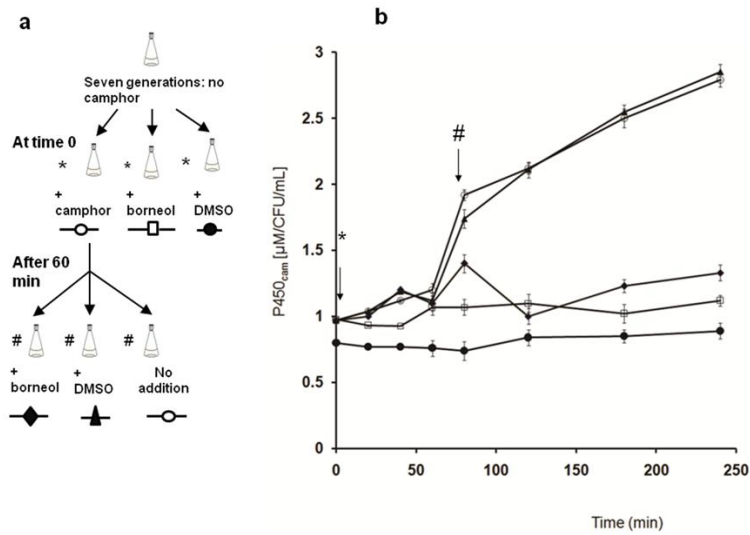 a
Seven generations: no
camphor
At time 0
* * *
+ + +
camphor borneol DMSO
After 60
min
# # #
+ + No
borneol DMSO addition
b
P450cam [µM/CFU/mL]
3
2.5
2
1.5
1
0.5
0
*
#
0 50 100 150 200 250
Time (min)